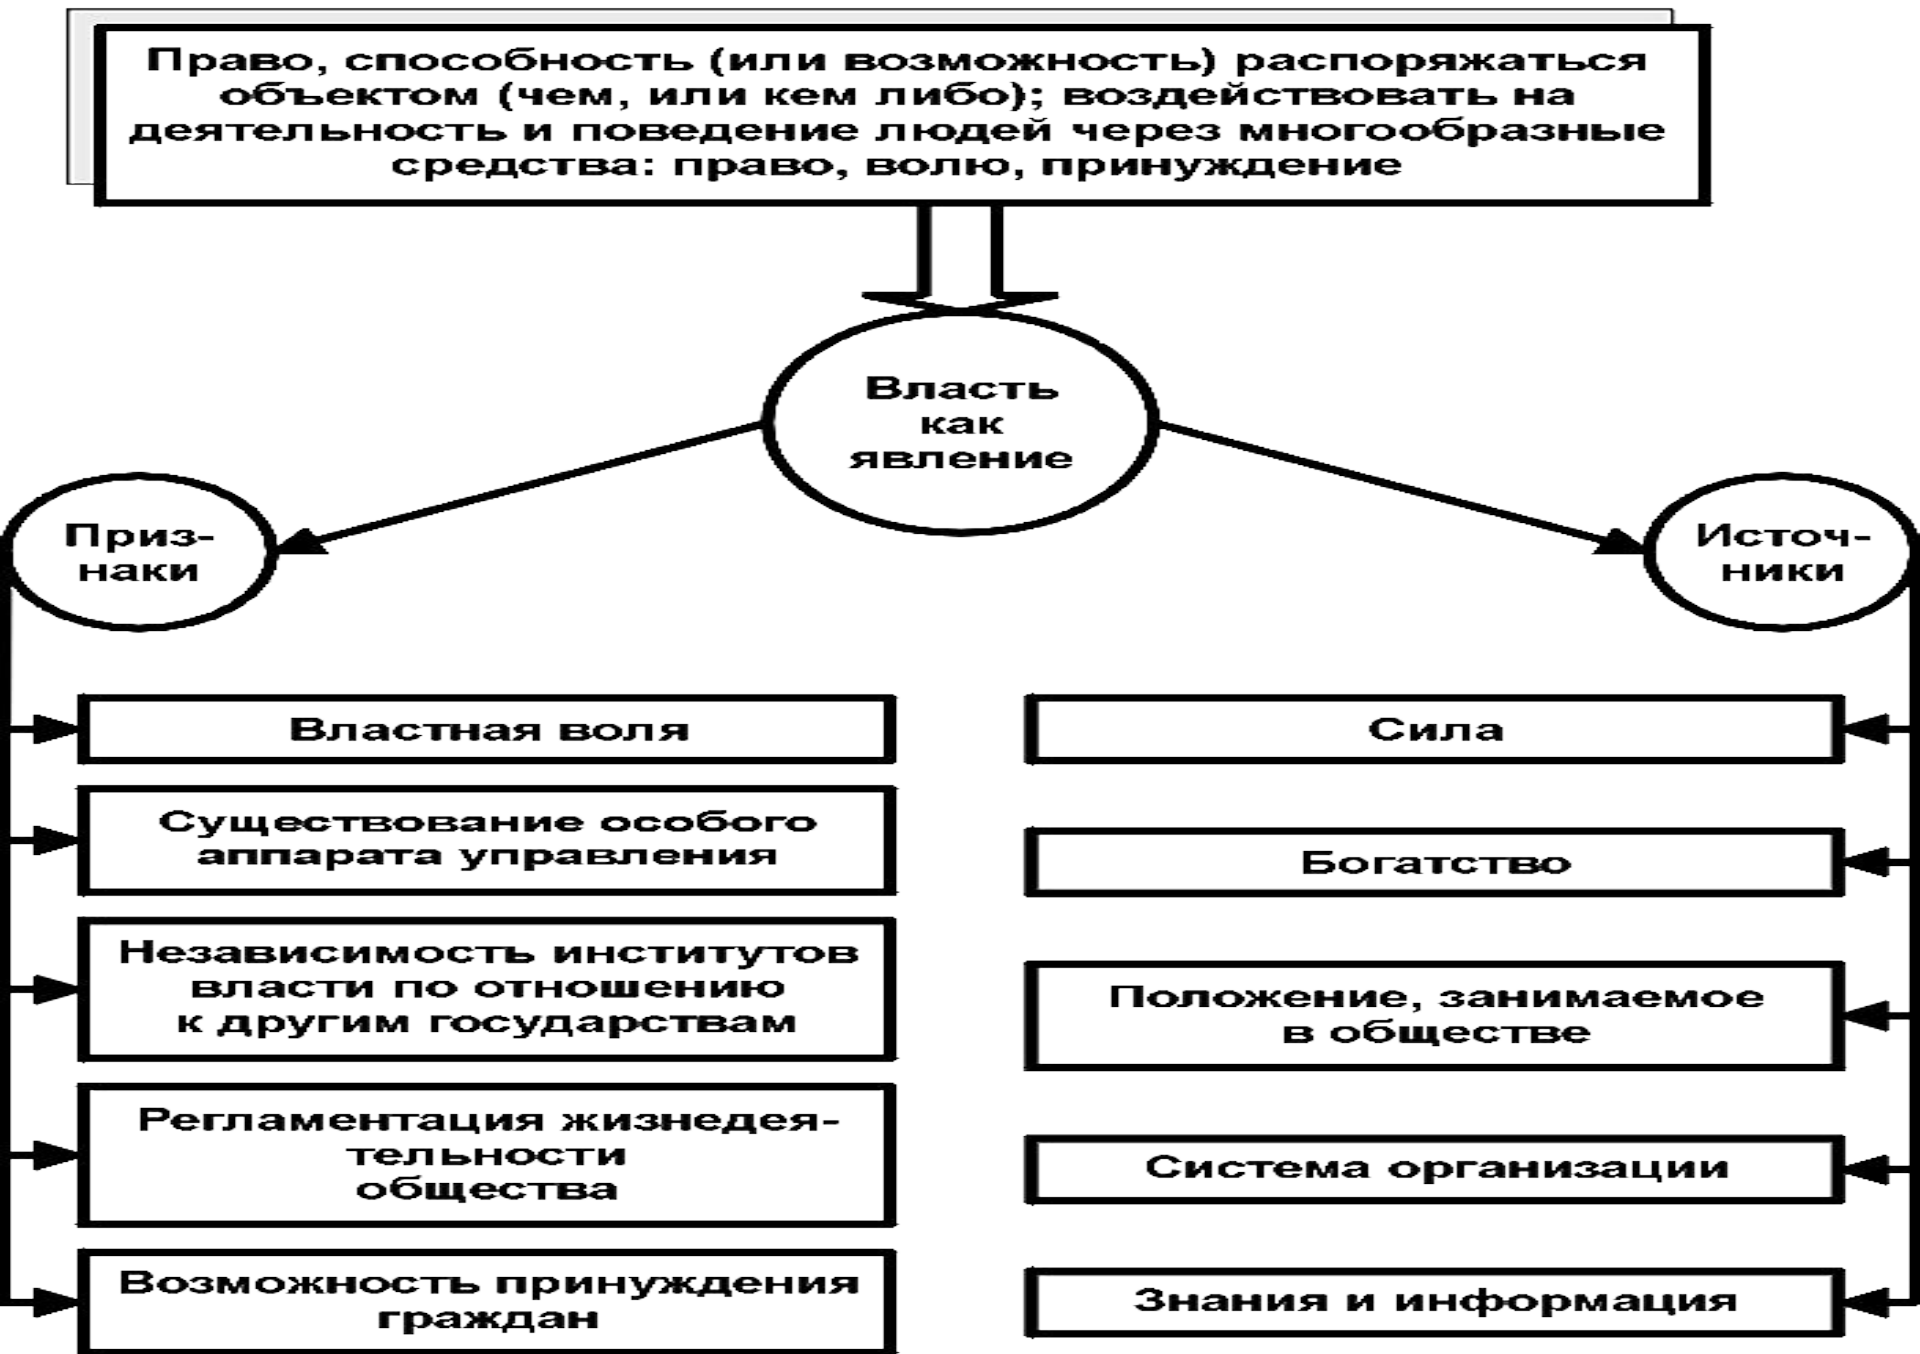 Право, способность (или возможность) распоряжаться
объектом (чем, или кем либо); воздействовать на
деятельность и поведение людей через многообразные
средства: право, волю, принуждение
Власть
как
явление
Приз-
наки
Источ-
ники
Властная воля
Существование особого
аппарата управления
Независимость институтов
власти по отношению
к другим государствам
Регламентация жизнедея-
тельности
общества
Возможность принуждения
граждан
Сила
Богатство
Положение, занимаемое
в обществе
Система организации
Знания и информация